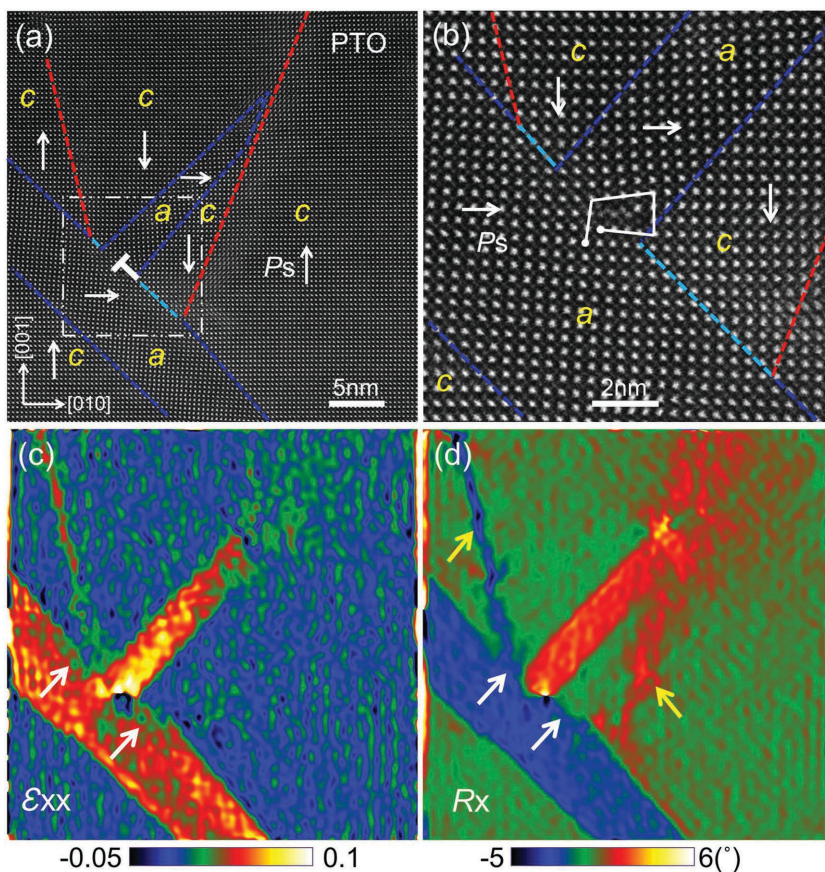 (a)
PTO
c
c
a
c
c
Ps
c
a
[001]
[010]
5nm
(b)
c
a
Ps
c
a
c
2nm
(c)
εxx
-0.05
0.1
(d)
Rx
-5
6(°)